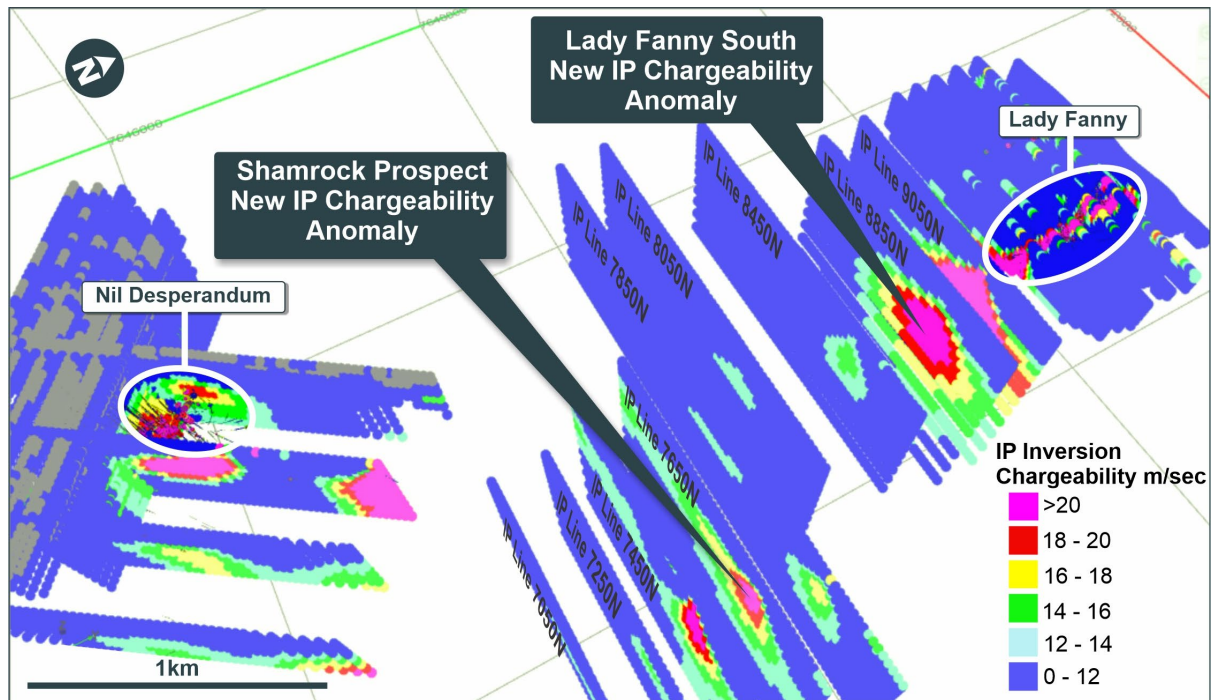 N
7648000
7646000
Lady Fanny South
New IP Chargeability
Anomaly
Lady Fanny
Shamrock Prospect
New IP Chargeability
Anomaly
Nil Desperandum
IP Line 7850N
IP Line 8050N
IP Line 8450N
IP Line 8850N
IP Line 9050N
IP Line 7650N
IP Line 7450N
IP Line 7250N
IP Line 7050N
1km
IP Inversion
Chargeability m/sec
>20
18 - 20
16 - 18
14 - 16
12 - 14
0 - 12